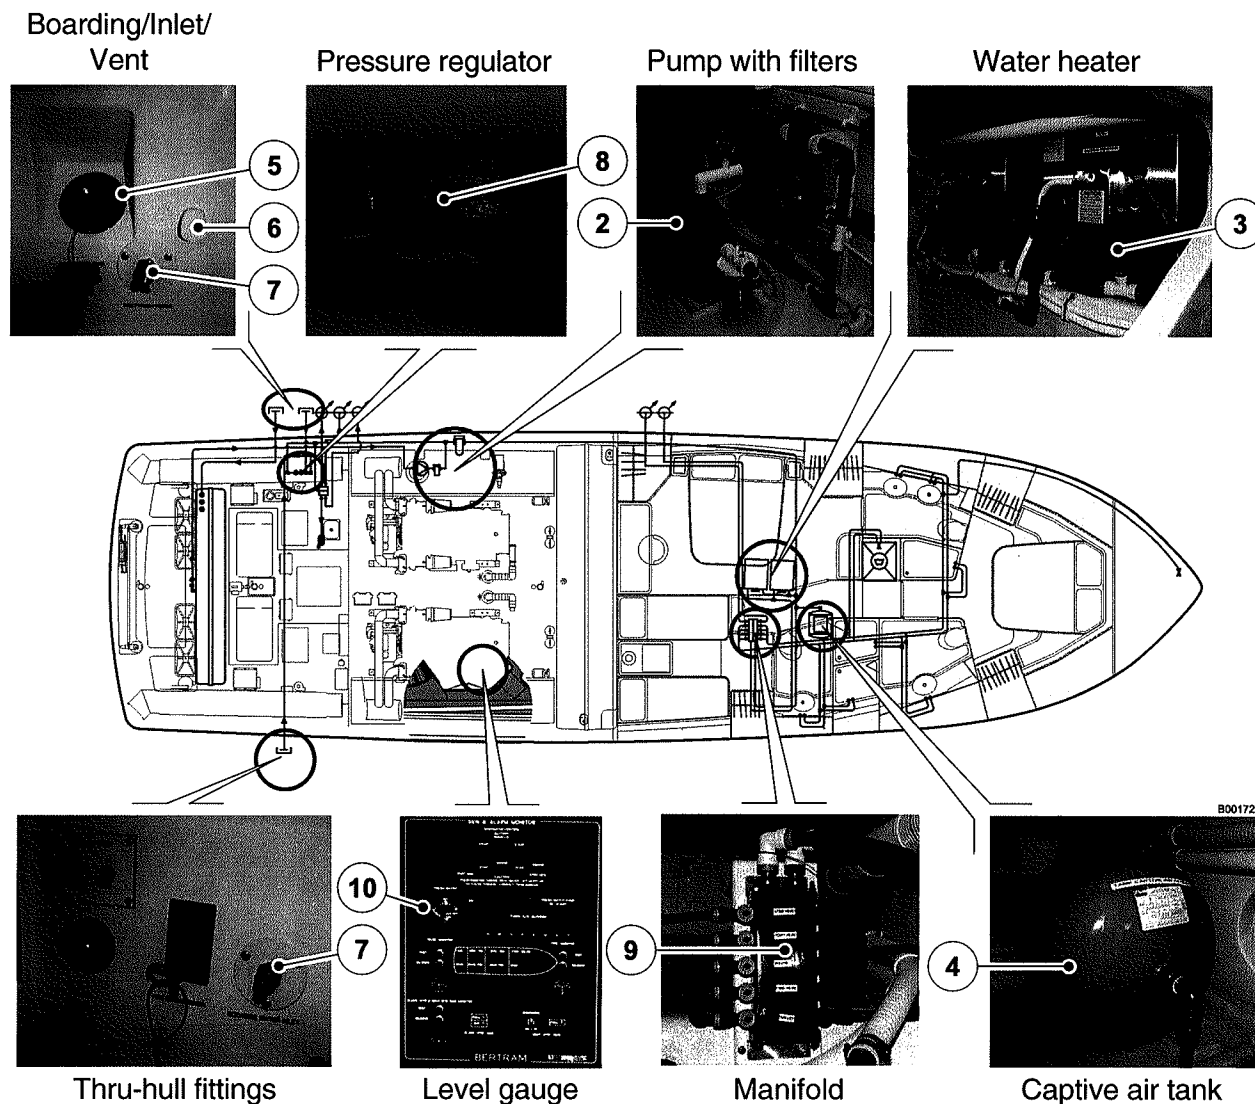 Boarding/Inlet/
Vent
Pressure regulator
Pump with filters
Water heater
5
6
7
8
2
3
B00172
10
7
9
4
BERTRAM
Thru-hull fittings
Level gauge
Manifold
Captive air tank